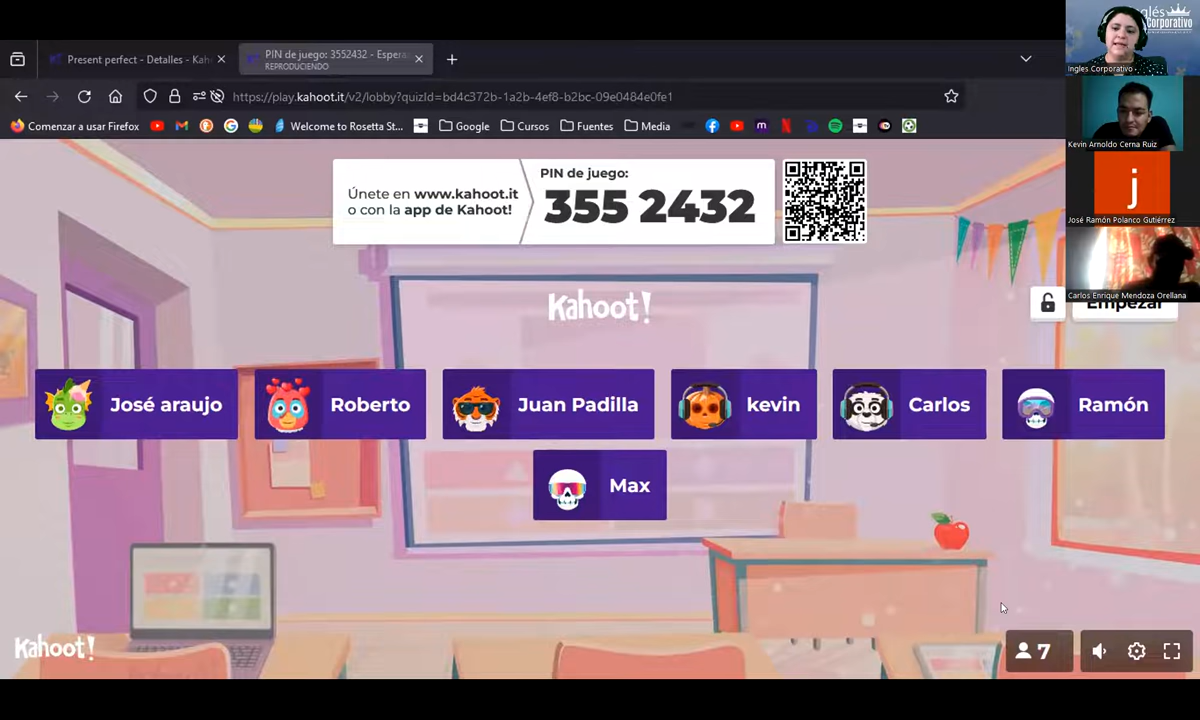 Present perfect - Detalles - Kah
PIN de juego: 3552432 - Espera
REPRODUCIENDO
https://play.kahoot.it/v2/lobby?quizId=bd4c372b-1a2b-4ef8-b2bc-09e0484e0fe1
Comenzar a usar Firefox
Welcome to Rosetta St...
Google
Cursos
Fuentes
Media
Únete en www.kahoot.it
o con la app de Kahoot!
PIN de juego:
355 2432
Kahoot!
Empezar
José araujo
Roberto
Juan Padilla
kevin
Carlos
Ramón
Max
Kahoot!
7
Inglés
Corporativo
Ingles Corporativo
Kevin Arnoldo Cerna Ruiz
j
José Ramón Polanco Gutiérrez
Carlos Enrique Mendoza Orellana